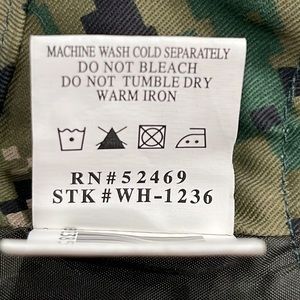 MACHINE WASH COLD SEPARATELY
DO NOT BLEACH
DO NOT TUMBLE DRY
WARM IRON
RN#52469
STK#WH-1236